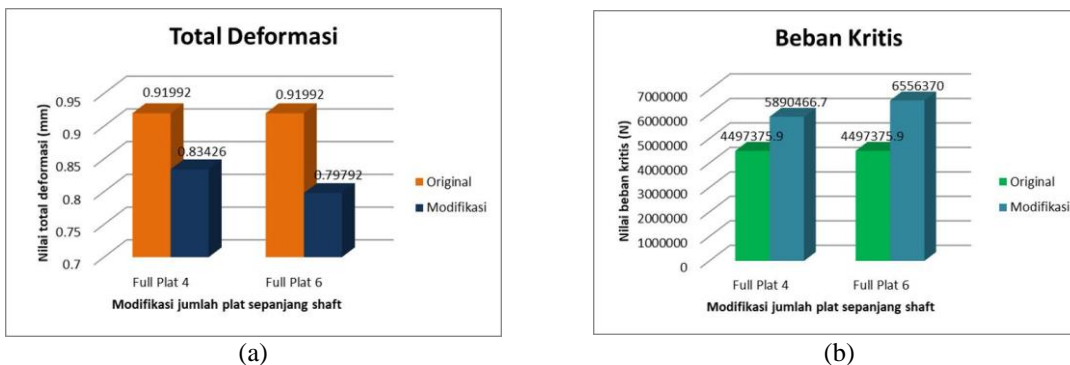 Total Deformasi
Nilai total deformasi (mm)
0.95
0.9
0.85
0.8
0.75
0.7
0.91992
0.83426
0.91992
0.79792
Full Plat 4
Full Plat 6
Modifikasi jumlah plat sepanjang shaft
Original
Modifikasi
(a)
Beban Kritis
Nilai beban kritis (N)
7000000
6000000
5000000
4000000
3000000
2000000
1000000
0
4497375.9
5890466.7
4497375.9
6556370
Full Plat 4
Full Plat 6
Modifikasi jumlah plat sepanjang shaft
Original
Modifikasi
(b)